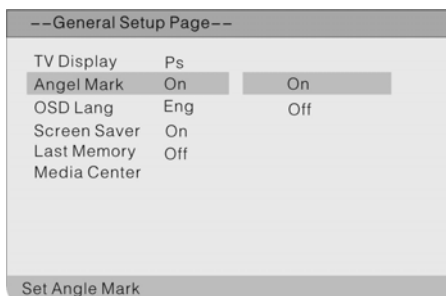 --General Setup Page--
TV Display Ps
Angel Mark On On
OSD Lang Eng Off
Screen Saver On
Last Memory Off
Media Center
Set Angle Mark